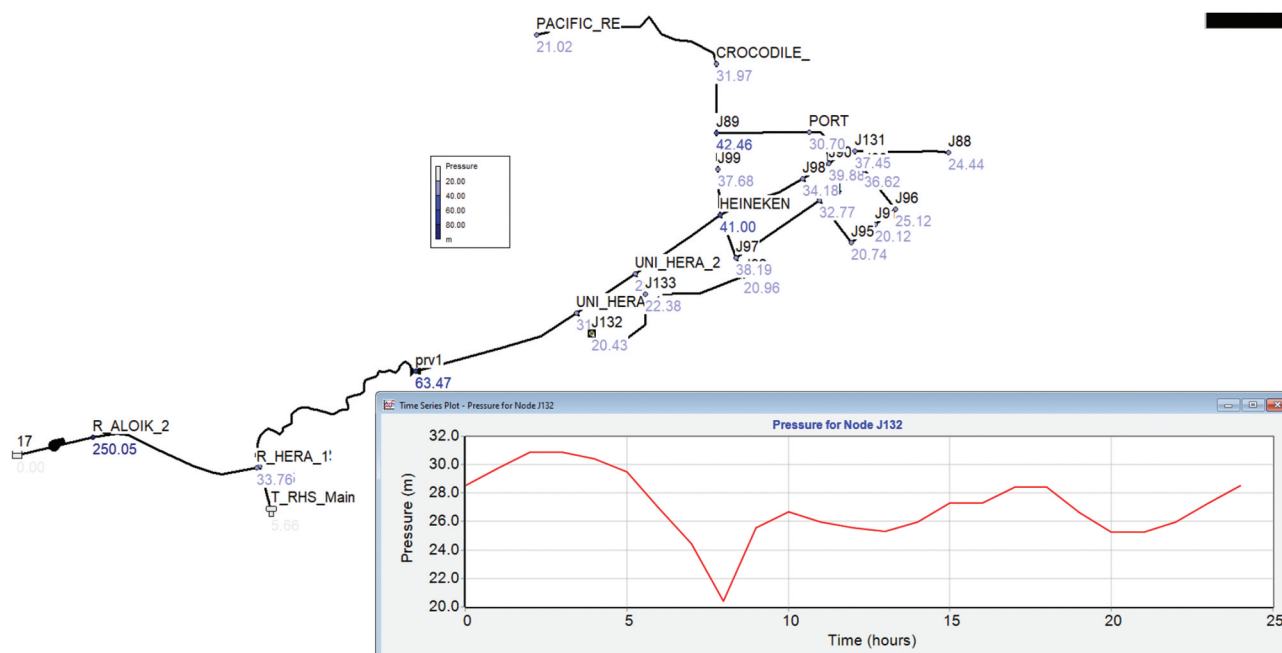 PACIFIC_RE
21.02
CROCODILE_
31.97
J89
42.46
PORT
30.70
J131
37.45
J88
24.44
J99
37.68
J90
39.88
36.62
J98
34.18
HEINEKEN
41.00
32.77
J96
25.12
J91
20.12
J95
20.74
J97
38.19
20.96
UNI_HERA_2
2
J133
22.38
UNI_HERA
31
J132
20.43
Pressure
20.00
40.00
60.00
80.00
m
prv1
63.47
17
0.00
R_ALOIK_2
250.05
R_HERA_1
33.76
T_RHS_Main
5.66
Time Series Plot - Pressure for Node J132
Pressure for Node J132
Pressure (m)
32.0
30.0
28.0
26.0
24.0
22.0
20.0
0
5
10
15
20
25
Time (hours)